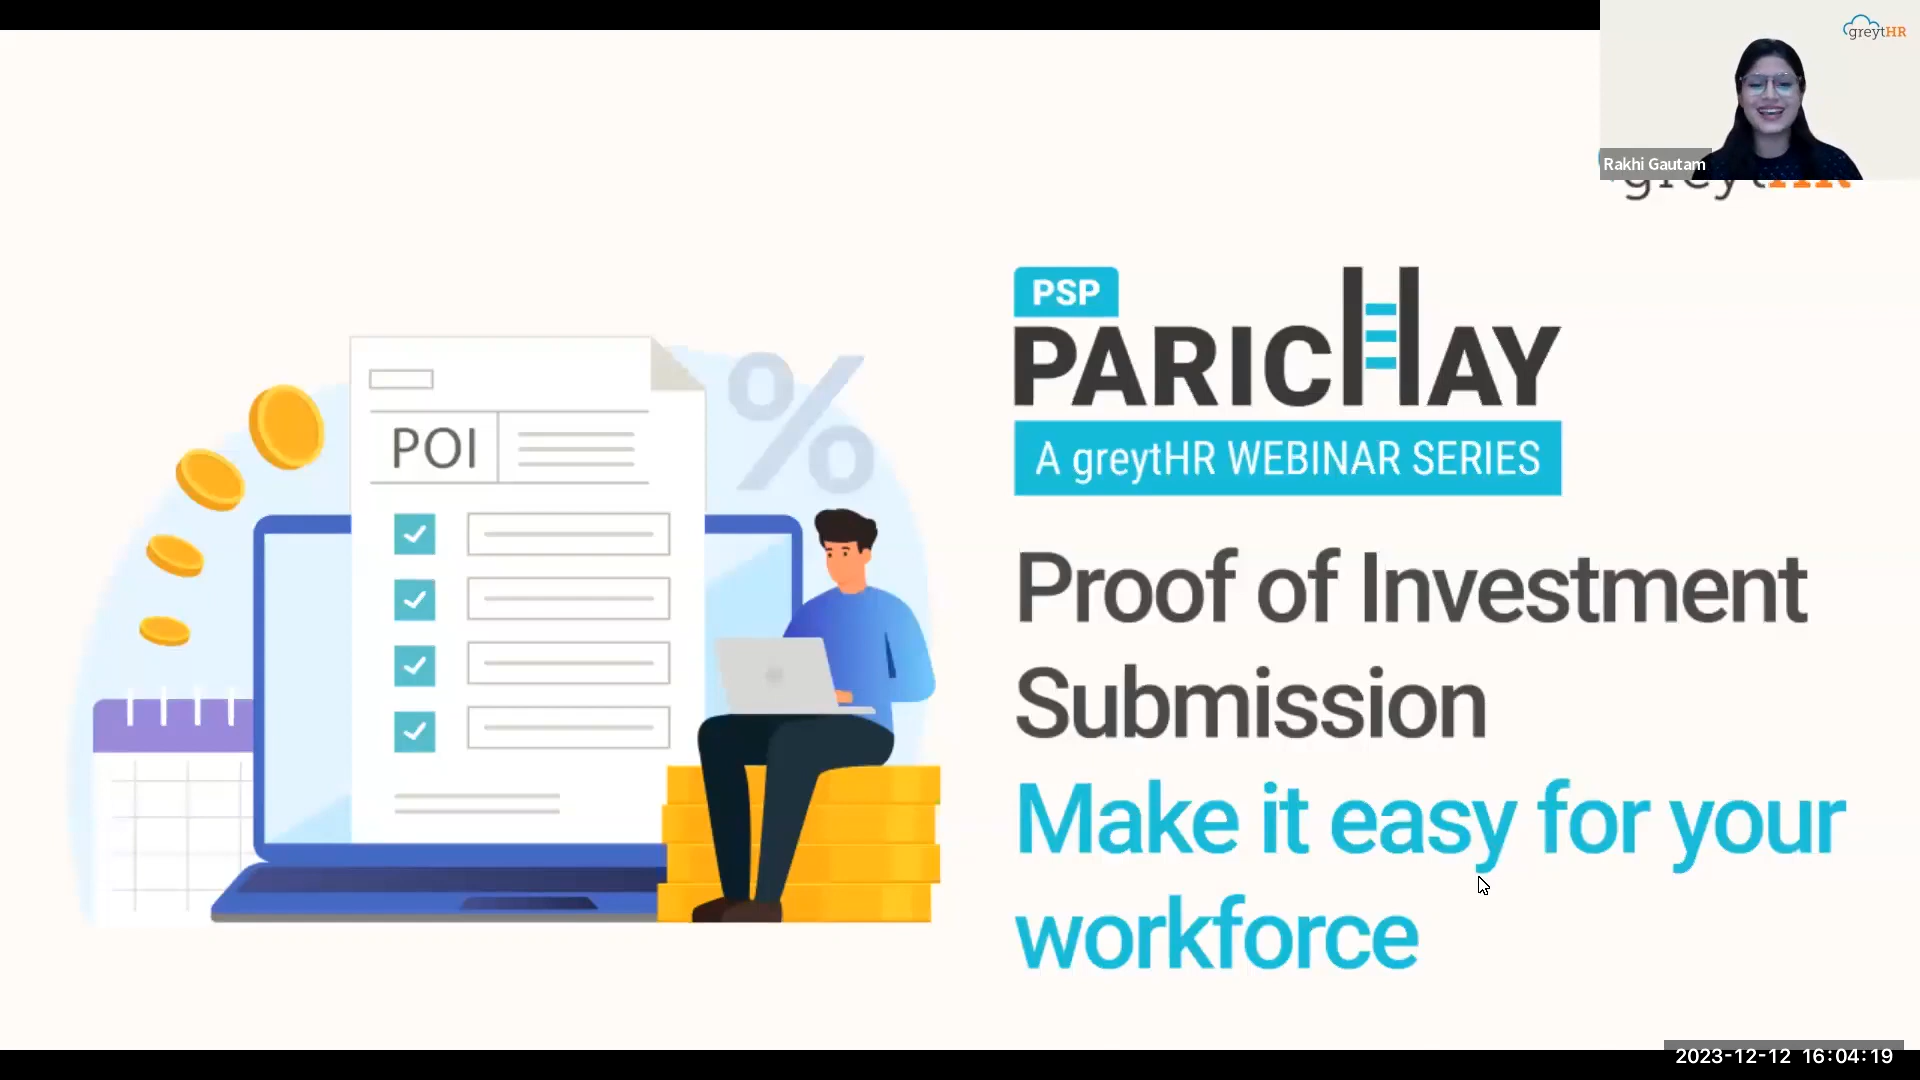 greytHR
Rakhi Gautam
greytHR
PSP
PARICHAY
A greytHR WEBINAR SERIES
POI
Proof of Investment
Submission
Make it easy for your
workforce
2023-12-12 16:04:19